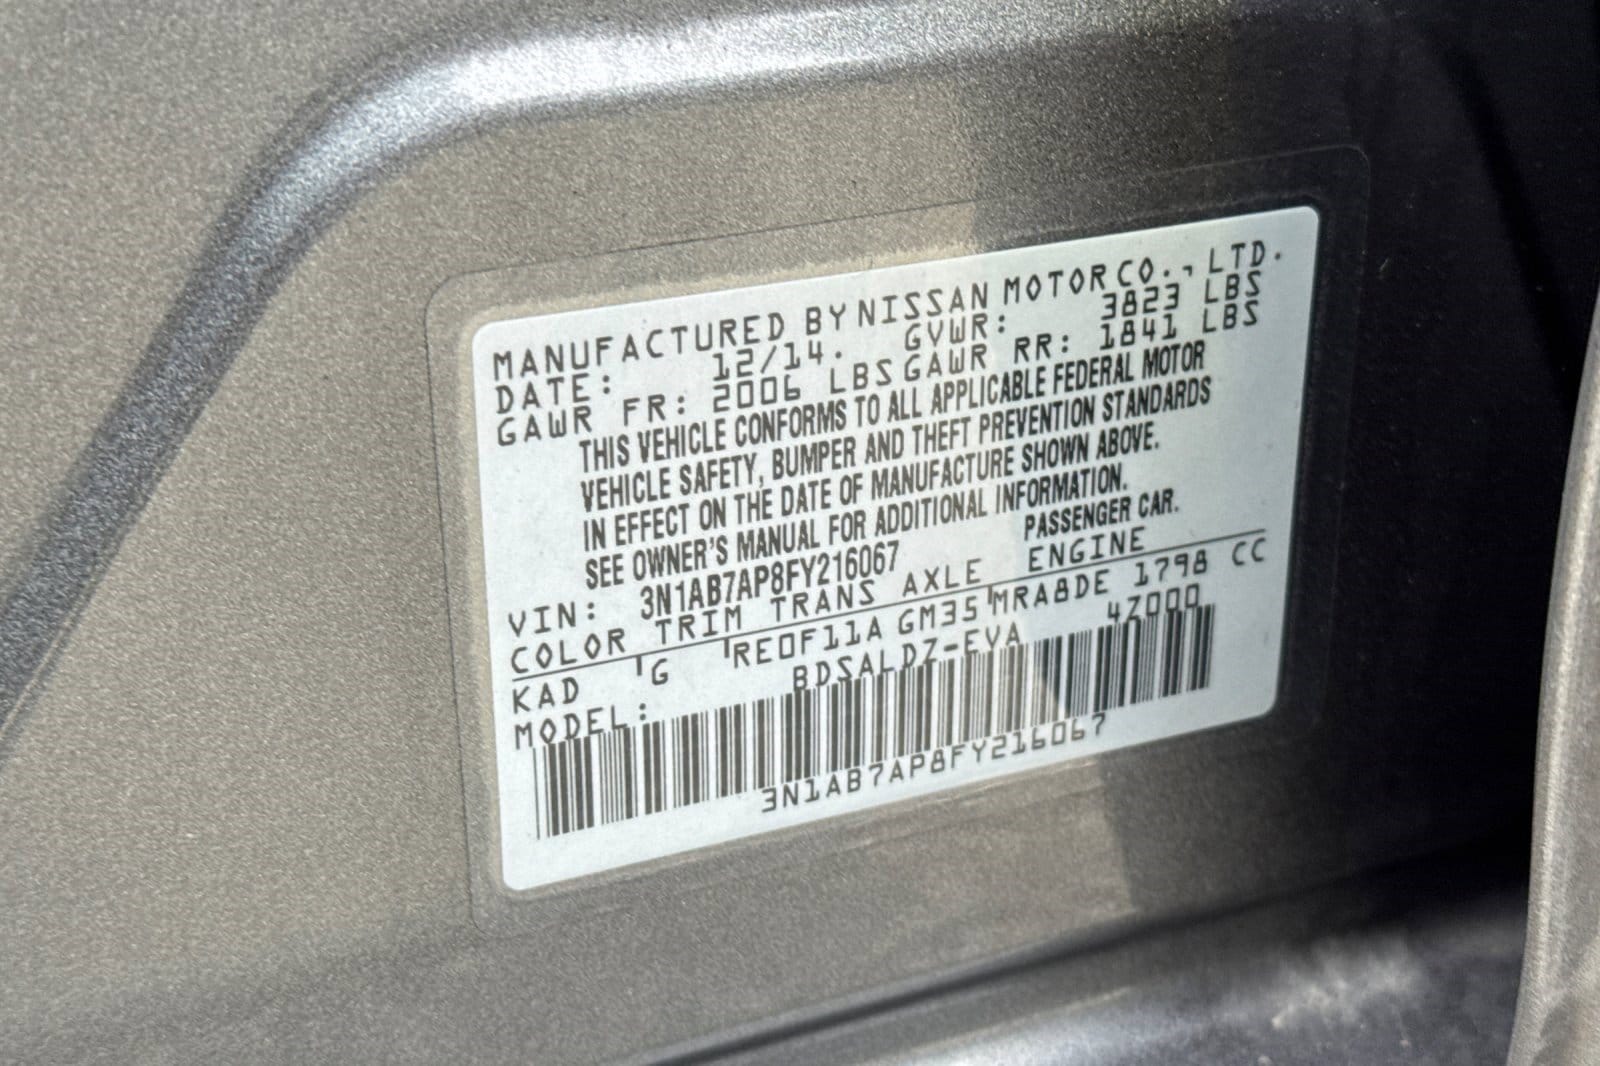 MANUFACTURED BY NISSAN MOTOR CO., LTD.
DATE: 12/14. GVWR: 3823 LBS
GAWR FR: 2006 LBS GAWR RR: 1841 LBS
THIS VEHICLE CONFORMS TO ALL APPLICABLE FEDERAL MOTOR
VEHICLE SAFETY, BUMPER AND THEFT PREVENTION STANDARDS
IN EFFECT ON THE DATE OF MANUFACTURE SHOWN ABOVE.
SEE OWNER'S MANUAL FOR ADDITIONAL INFORMATION.
VIN: 3N1AB7AP8FY216067 PASSENGER CAR.
COLOR TRIM TRANS AXLE ENGINE
KAD G RE0F11A GM35 MRA8DE 1798 CC
MODEL: BDSALDZ-EVA 4Z000
3N1AB7AP8FY216067